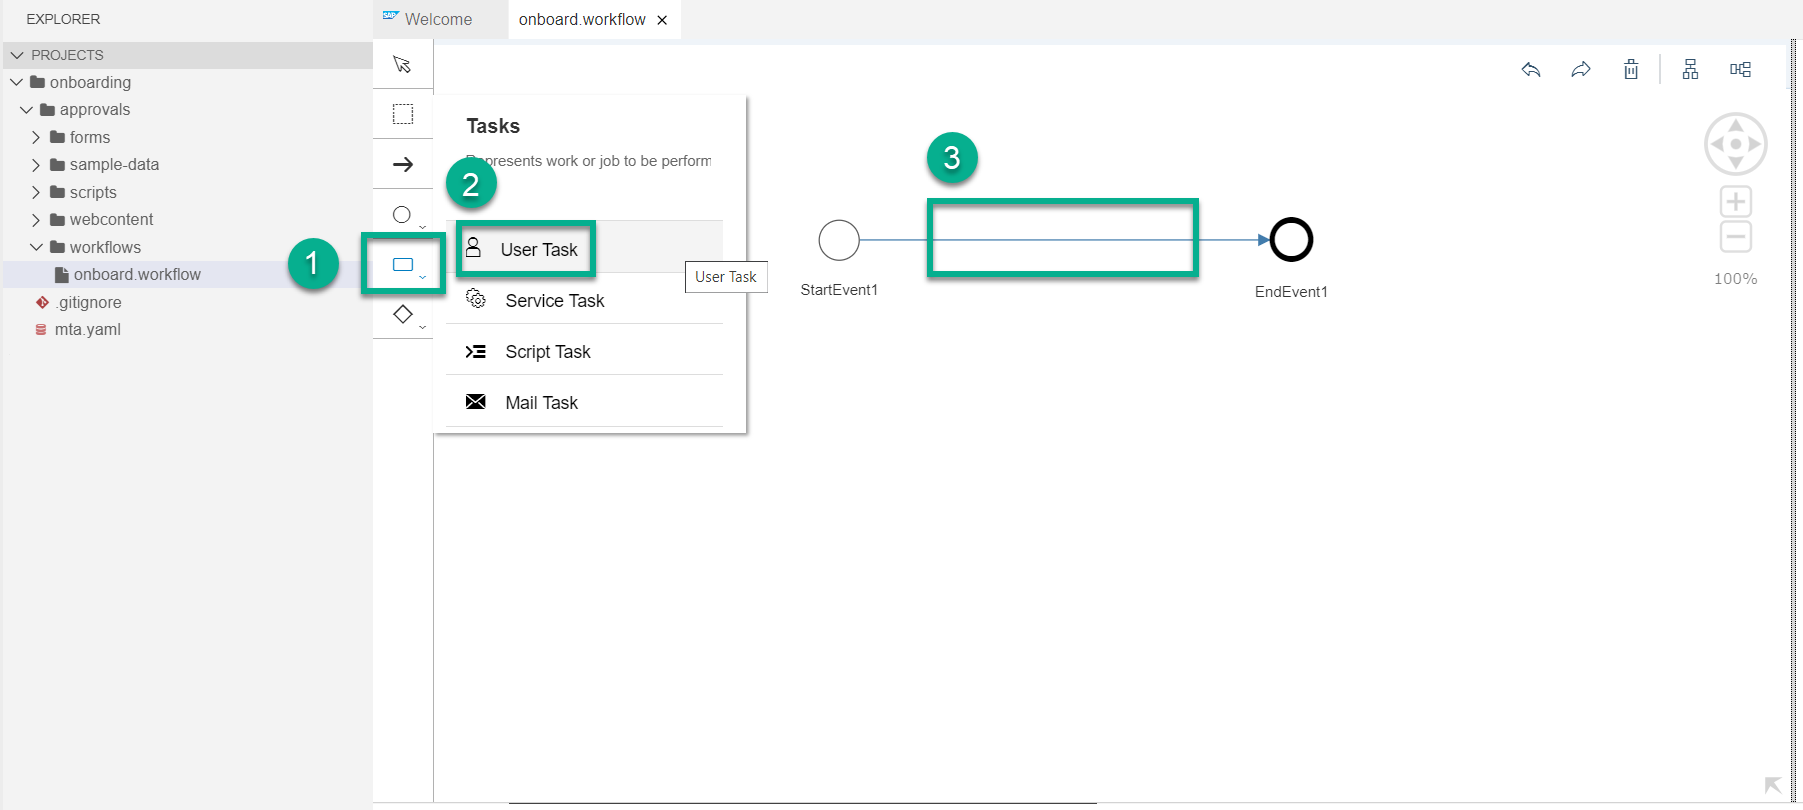 EXPLORER
PROJECTS
onboarding
approvals
forms
sample-data
scripts
webcontent
workflows
onboard.workflow
.gitignore
mta.yaml
SAP Welcome
onboard.workflow
Tasks
Represents work or job to be perform
User Task
User Task
Service Task
Script Task
Mail Task
1
2
3
StartEvent1
EndEvent1
100%